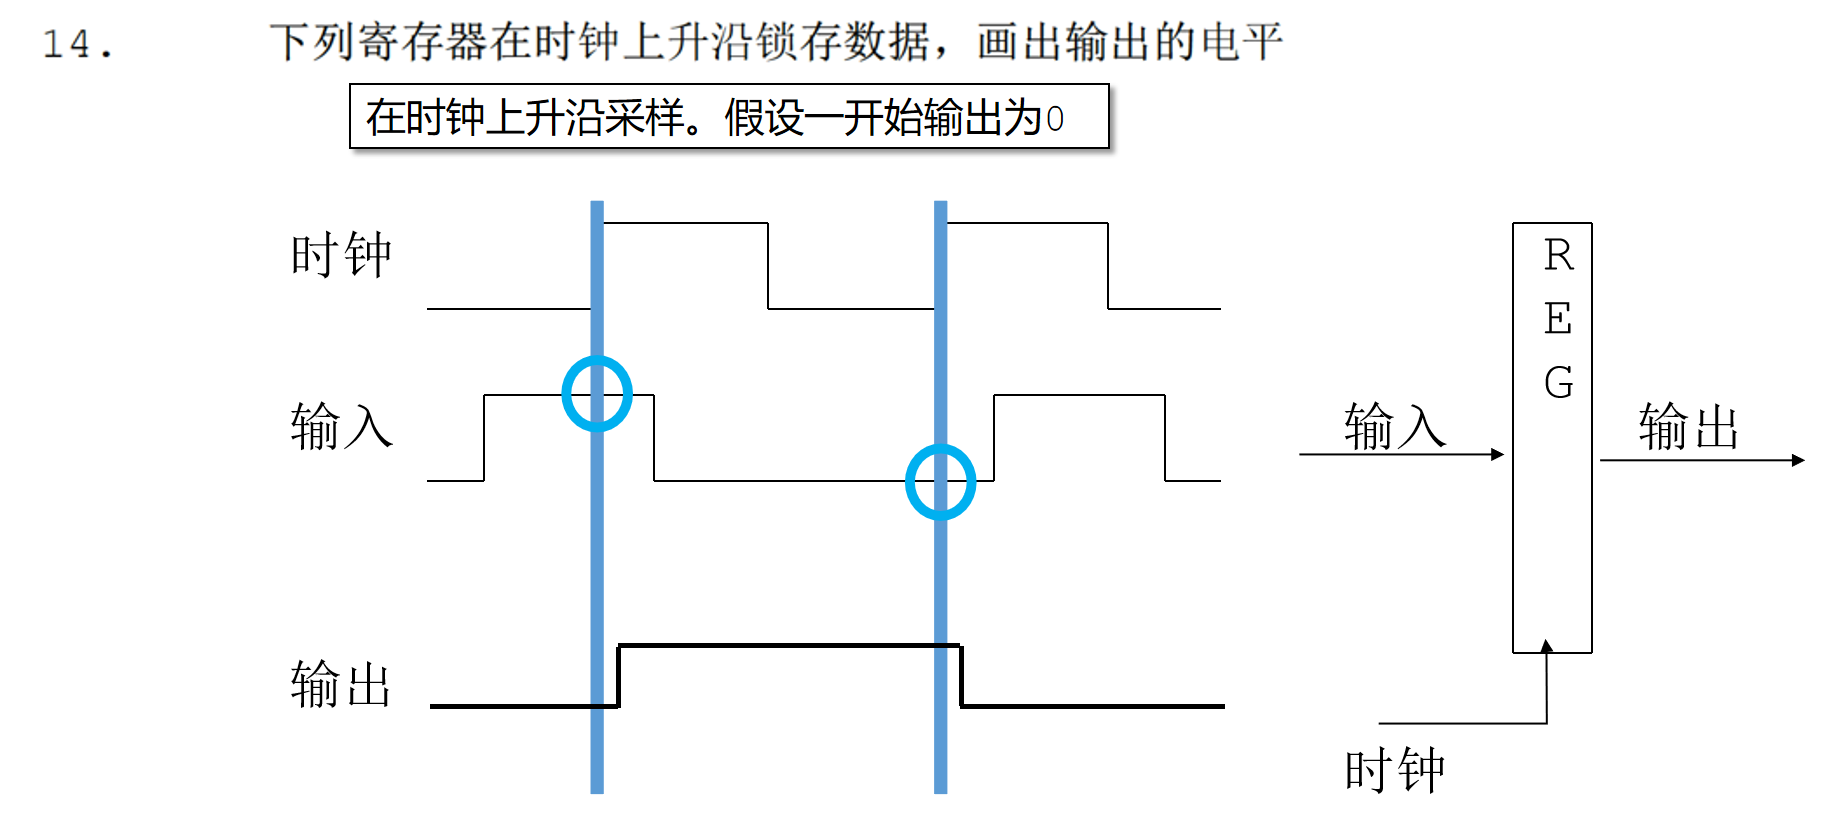 14. 下列寄存器在时钟上升沿锁存数据，画出输出的电平
在时钟上升沿采样。假设一开始输出为0
时钟
输入
输出
R
E
G
输入
输出
时钟